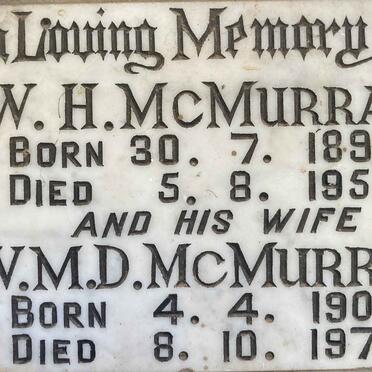 n Loving Memory
W. H. McMURRA
BORN 30. 7. 189
DIED 5. 8. 195
AND HIS WIFE
W.M.D. McMURR
BORN 4. 4. 190
DIED 8. 10. 197